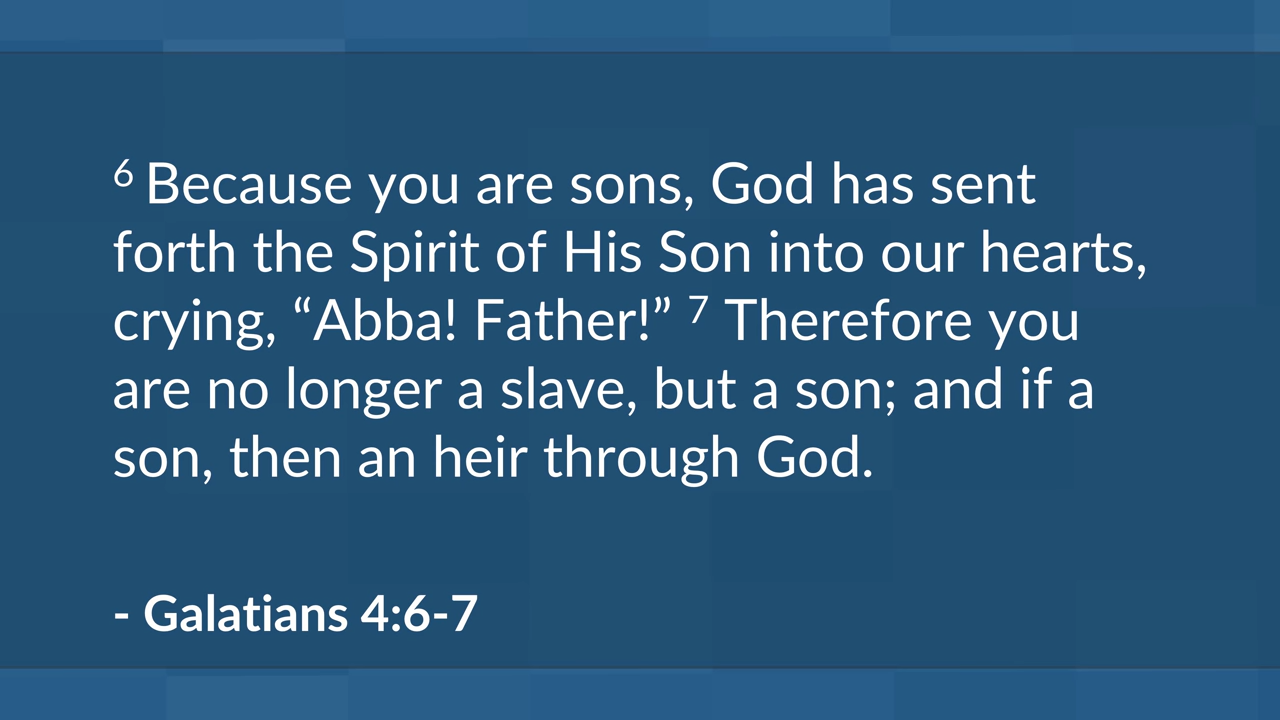 ⁶ Because you are sons, God has sent
forth the Spirit of His Son into our hearts,
crying, “Abba! Father!” ⁷ Therefore you
are no longer a slave, but a son; and if a
son, then an heir through God.
- Galatians 4:6-7